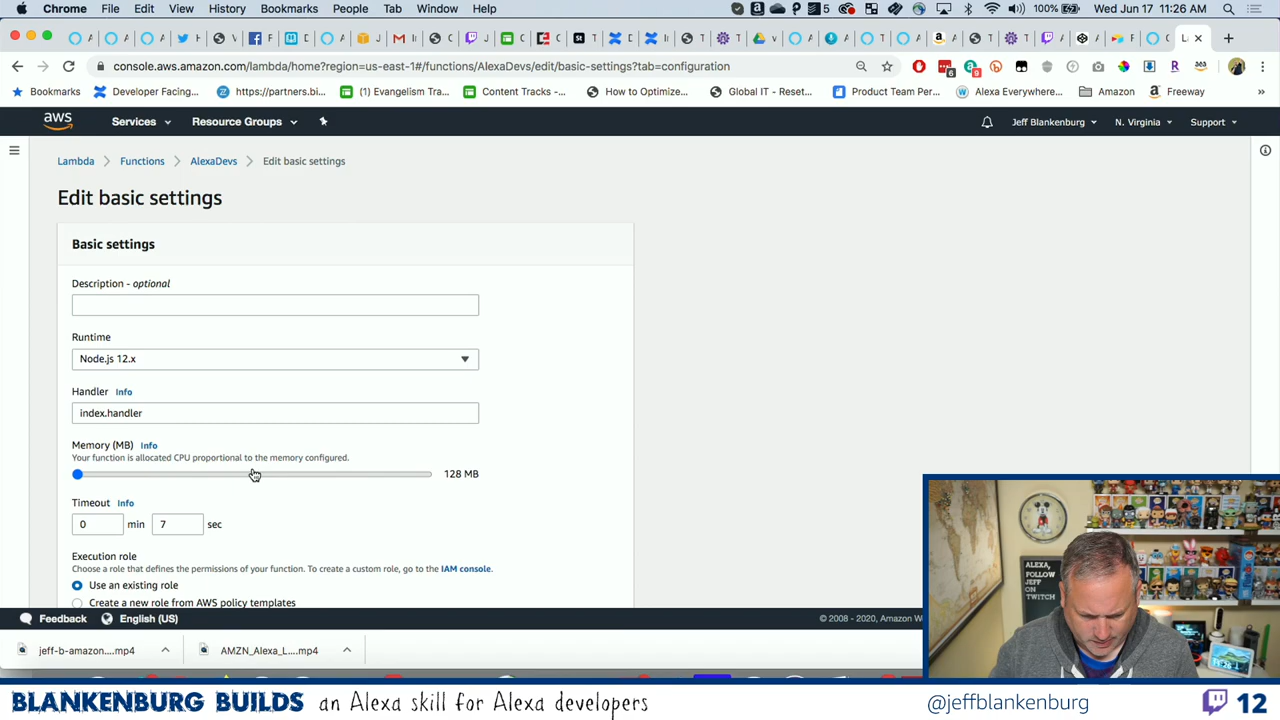 Chrome File Edit View History Bookmarks People Tab Window Help 5 100% Wed Jun 17 11:26 AM
console.aws.amazon.com/lambda/home?region=us-east-1#/functions/AlexaDevs/edit/basic-settings?tab=configuration
Bookmarks Developer Facing... https://partners.bi... (1) Evangelism Tra... Content Tracks -... How to Optimize... Global IT - Reset... Product Team Per... Alexa Everywhere... Amazon Freeway »
aws Services Resource Groups Jeff Blankenburg N. Virginia Support
Lambda Functions AlexaDevs Edit basic settings
Edit basic settings
Basic settings
Description - optional
Runtime
Node.js 12.x
Handler Info
index.handler
Memory (MB) Info
Your function is allocated CPU proportional to the memory configured.
128 MB
Timeout Info
0 min 7 sec
Execution role
Choose a role that defines the permissions of your function. To create a custom role, go to the IAM console.
Use an existing role
Create a new role from AWS policy templates
Feedback English (US) © 2008 - 2020, Amazon
jeff-b-amazon....mp4 AMZN_Alexa_L....mp4
ALEXA,
FOLLOW
JEFF
ON
TWITCH
BLANKENBURG BUILDS an Alexa skill for Alexa developers @jeffblankenburg 12